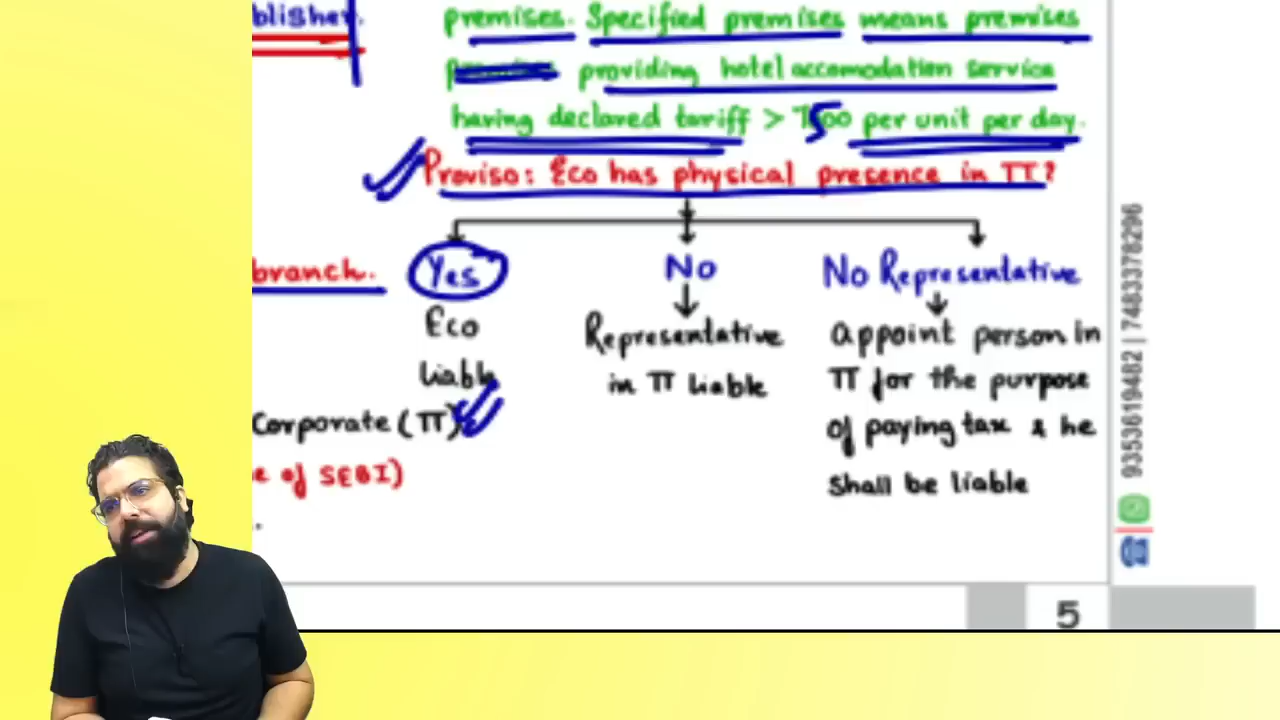 blisher.
premises. Specified premises means premises
providing hotel accomodation service
having declared tariff > 7500 per unit per day.
Proviso: Eco has physical presence in TT?
branch.
Yes
No
No Representative
Eco
liable
Representative
in TT liable
appoint person in
TT for the purpose
of paying tax & he
shall be liable
Corporate (TT)
e of SEBI)
5
9353619482 | 7483378296